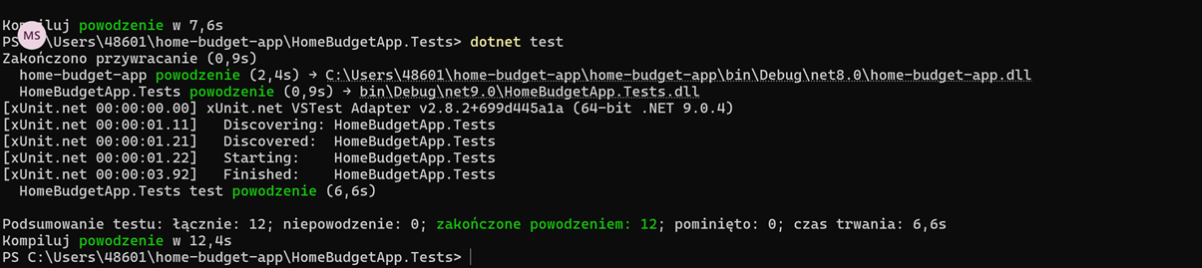 Kompiluj powodzenie w 7,6s
MS
PS \Users\48601\home-budget-app\HomeBudgetApp.Tests> dotnet test
Zakończono przywracanie (0,9s)
home-budget-app powodzenie (2,4s) → C:\Users\48601\home-budget-app\home-budget-app\bin\Debug\net8.0\home-budget-app.dll
HomeBudgetApp.Tests powodzenie (0,9s) → bin\Debug\net9.0\HomeBudgetApp.Tests.dll
[xUnit.net 00:00:00.00] xUnit.net VSTest Adapter v2.8.2+699d445a1a (64-bit .NET 9.0.4)
[xUnit.net 00:00:01.11]   Discovering: HomeBudgetApp.Tests
[xUnit.net 00:00:01.21]   Discovered:  HomeBudgetApp.Tests
[xUnit.net 00:00:01.22]   Starting:    HomeBudgetApp.Tests
[xUnit.net 00:00:03.92]   Finished:    HomeBudgetApp.Tests
HomeBudgetApp.Tests test powodzenie (6,6s)
Podsumowanie testu: łącznie: 12; niepowodzenie: 0; zakończone powodzeniem: 12; pominięto: 0; czas trwania: 6,6s
Kompiluj powodzenie w 12,4s
PS C:\Users\48601\home-budget-app\HomeBudgetApp.Tests>